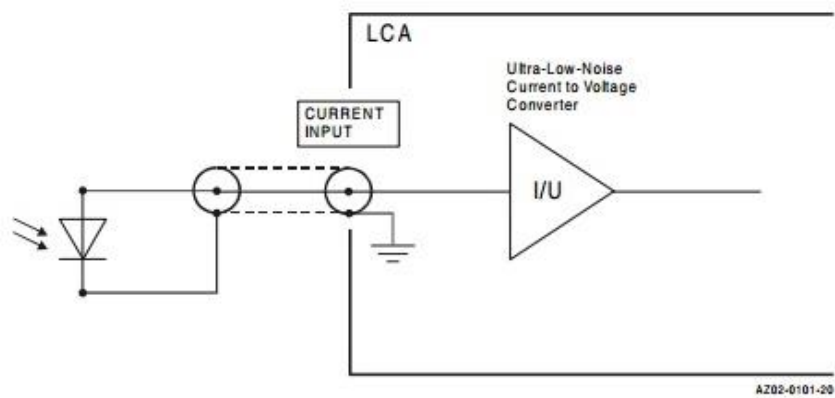 LCA
Ultra-Low-Noise
Current to Voltage
Converter
CURRENT
INPUT
I/U
AZ02-0101-20